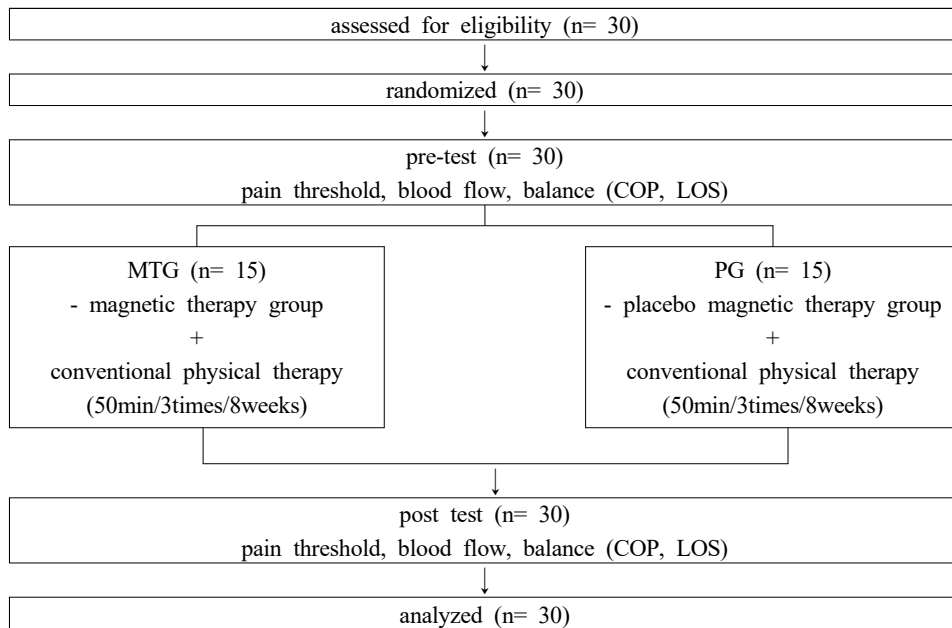 assessed for eligibility (n= 30)
randomized (n= 30)
pre-test (n= 30)
pain threshold, blood flow, balance (COP, LOS)
MTG (n= 15)
- magnetic therapy group
+
conventional physical therapy
(50min/3times/8weeks)
PG (n= 15)
- placebo magnetic therapy group
+
conventional physical therapy
(50min/3times/8weeks)
post test (n= 30)
pain threshold, blood flow, balance (COP, LOS)
analyzed (n= 30)